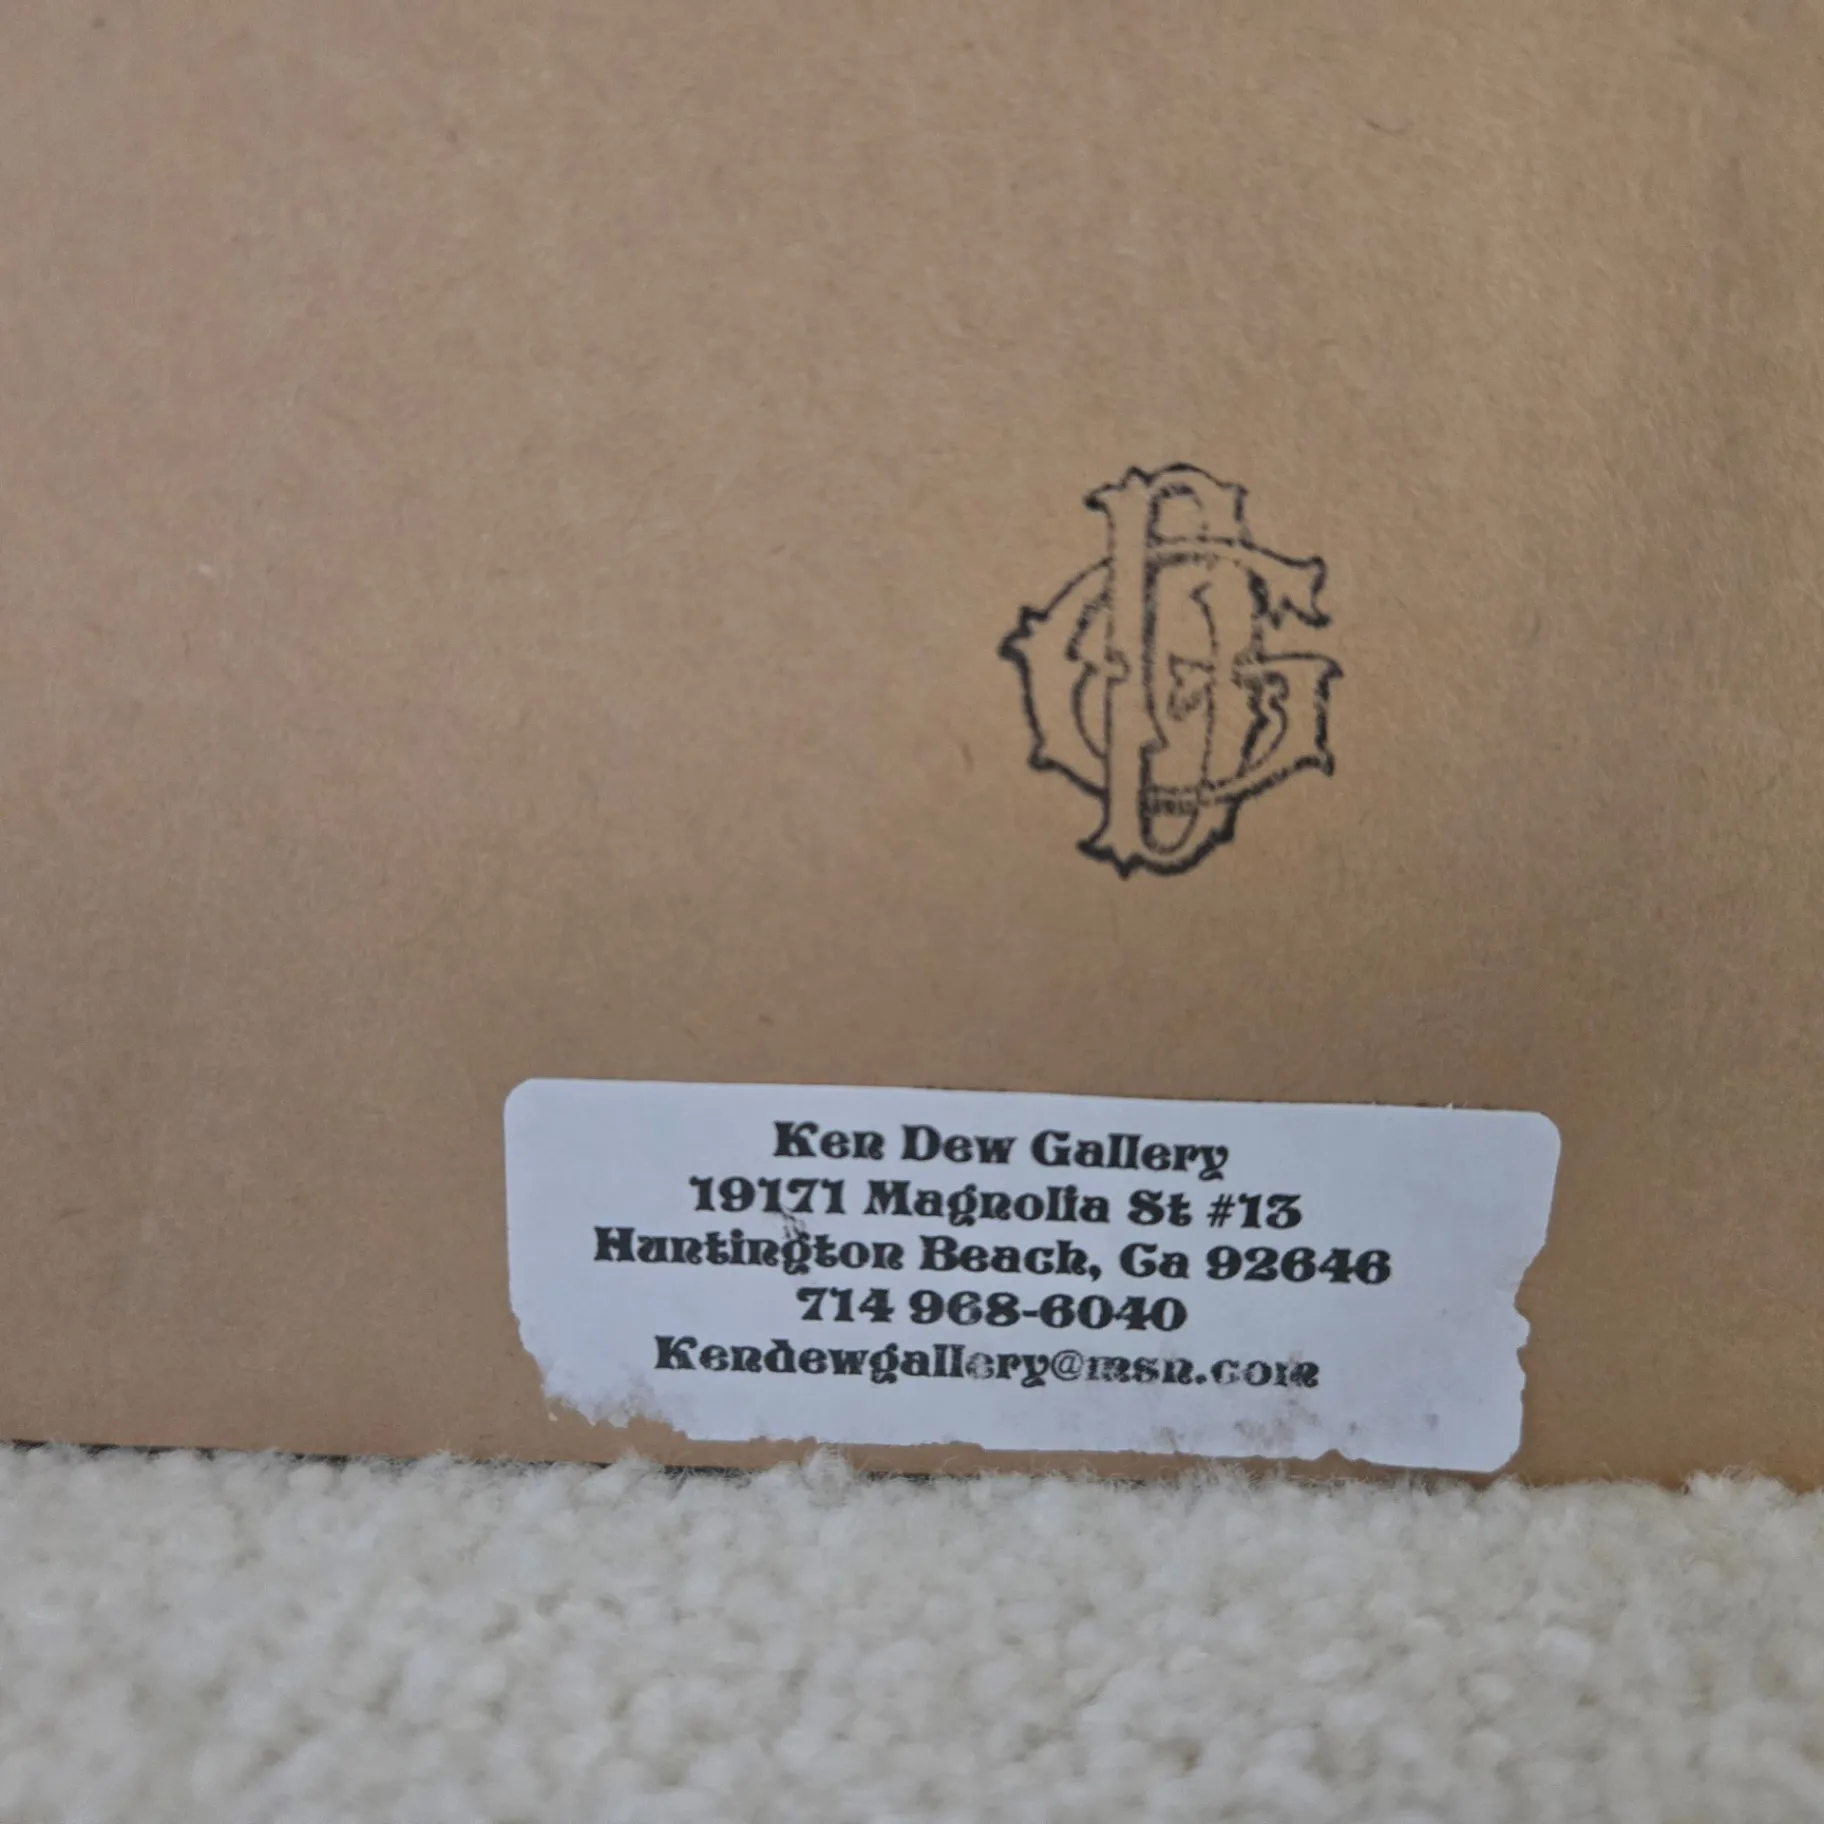 Ken Dew Gallery
19171 Magnolia St #13
Huntington Beach, Ca 92646
714 968-6040
Kendewgallery@msn.com